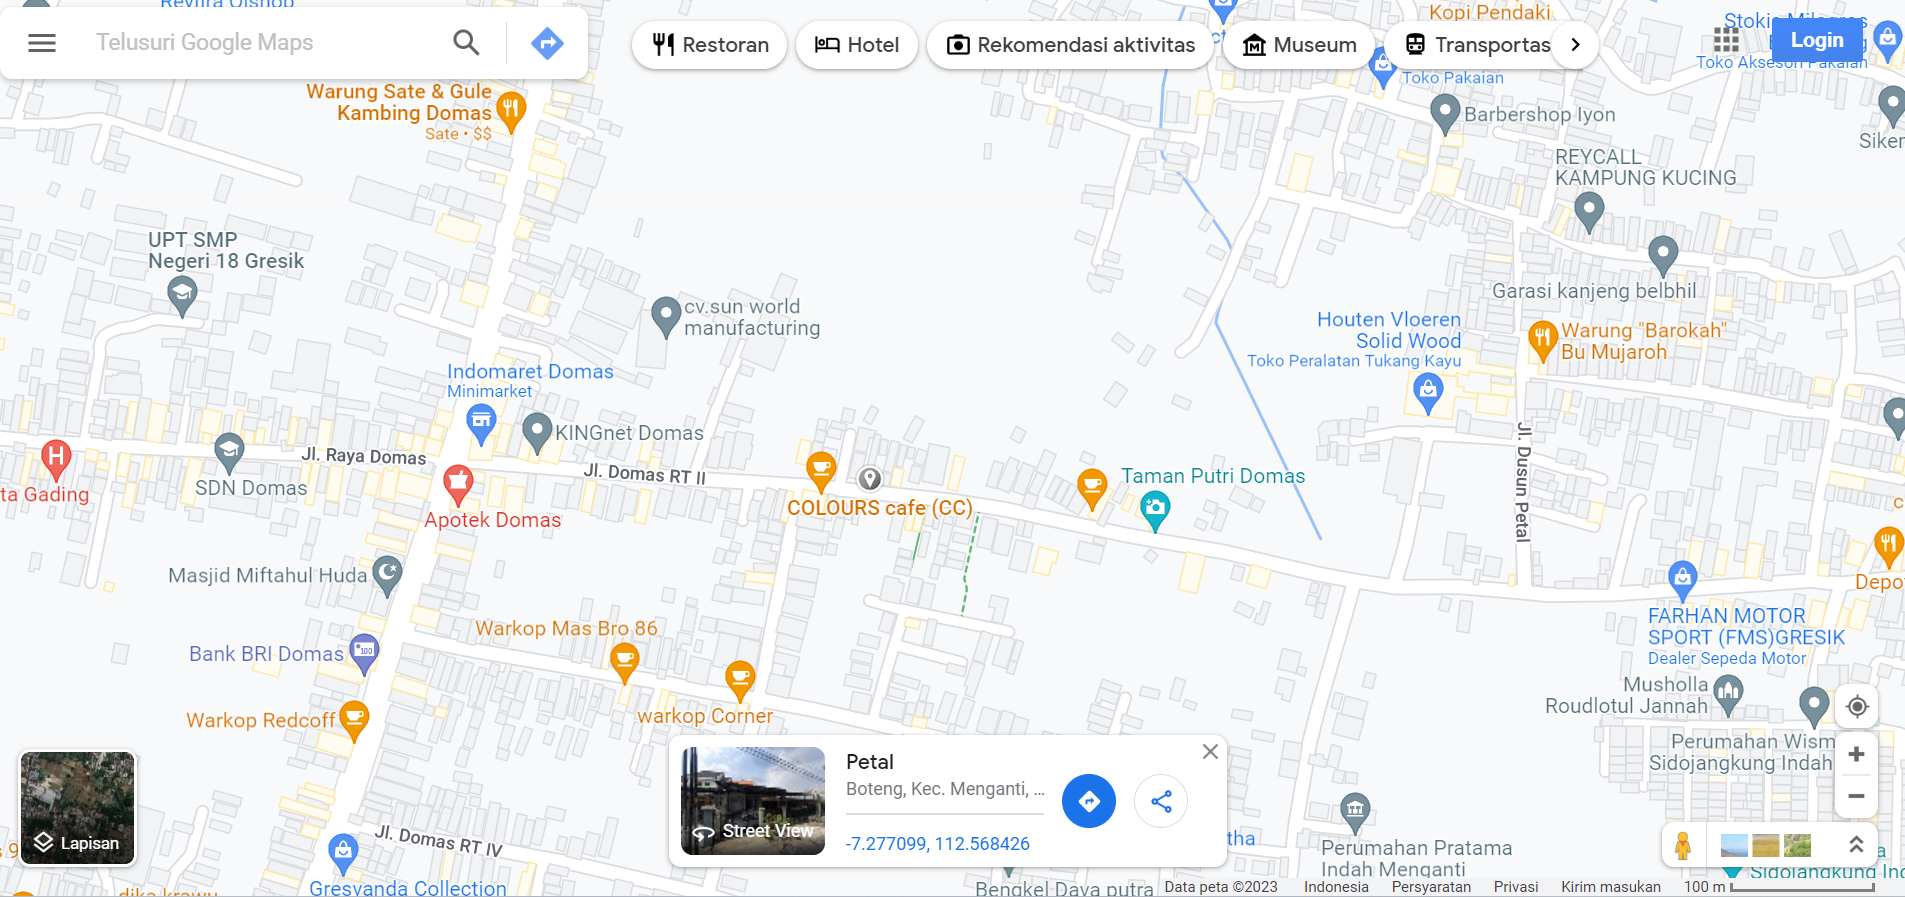 Revilra Olshop
Telusuri Google Maps
Restoran
Hotel
Rekomendasi aktivitas
Museum
Transportas
Login
Kopi Pendaki
Toko Pakaian
Toko Aksesori Pakaian
Warung Sate & Gule
Kambing Domas
Sate • $$
Barbershop Iyon
Siker
REYCALL
KAMPUNG KUCING
UPT SMP
Negeri 18 Gresik
Garasi kanjeng belbhil
cv.sun world
manufacturing
Houten Vloeren
Solid Wood
Toko Peralatan Tukang Kayu
Warung "Barokah"
Bu Mujaroh
Indomaret Domas
Minimarket
KINGnet Domas
Jl. Raya Domas
Jl. Domas RT II
Jl. Dusun Petal
ta Gading
SDN Domas
Apotek Domas
COLOURS cafe (CC)
Taman Putri Domas
Masjid Miftahul Huda
Depo
FARHAN MOTOR
SPORT (FMS)GRESIK
Dealer Sepeda Motor
Warkop Mas Bro 86
Bank BRI Domas
Warkop Redcoff
warkop Corner
Musholla
Roudlotul Jannah
Perumahan Wism
Sidojangkung Indah
Petal
Boteng, Kec. Menganti, ...
-7.277099, 112.568426
Street View
Lapisan
Jl. Domas RT IV
tha
Perumahan Pratama
Indah Menganti
Gresvanda Collection
dika krawu
Bengkel Daya putra
Sidojangkung Ind
Data peta ©2023
Indonesia
Persyaratan
Privasi
Kirim masukan
100 m